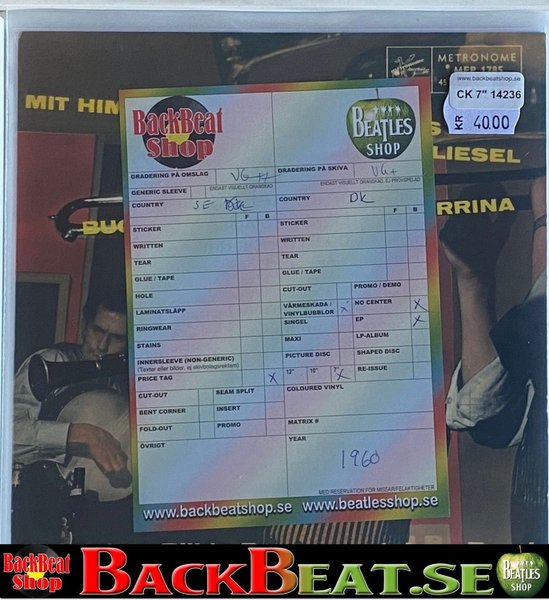 METRONOME
MEP 1785
MIT HIM
www.backbeatshop.se
CK 7" 14236
KR 40.00
LIESEL
RRINA
BUC
BackBeat Shop
BEATLES SHOP
GRADERING PÅ OMSLAG VG++
GRADERING PÅ SKIVA VG+
ENDAST VISUELLT GRANSKAD
ENDAST VISUELLT GRANSKAD, EJ PROVSPELAD
GENERIC SLEEVE
COUNTRY SE
COUNTRY DK
F B
STICKER
WRITTEN
TEAR
GLUE / TAPE
HOLE
LAMINATSLÄPP
RINGWEAR
STAINS
INNERSLEEVE (NON-GENERIC)
(Texter eller bilder, ej skivbolagsreklam)
PRICE TAG X
CUT-OUT
SEAM SPLIT
BENT CORNER
INSERT
FOLD-OUT
PROMO
ÖVRIGT
F B
STICKER
WRITTEN
TEAR
GLUE / TAPE
CUT-OUT
PROMO / DEMO
VÄRMESKADA / VINYLBUBBLOR X
NO CENTER X
SINGEL
EP X
MAXI
LP-ALBUM
PICTURE DISC
SHAPED DISC
12" 10" 7" X
RE-ISSUE
COLOURED VINYL
MATRIX #
YEAR
1960
MED RESERVATION FÖR MISSAR/FELAKTIGHETER
www.backbeatshop.se
www.beatlesshop.se
BackBeat Shop
BACKBEAT.SE
BEATLES SHOP